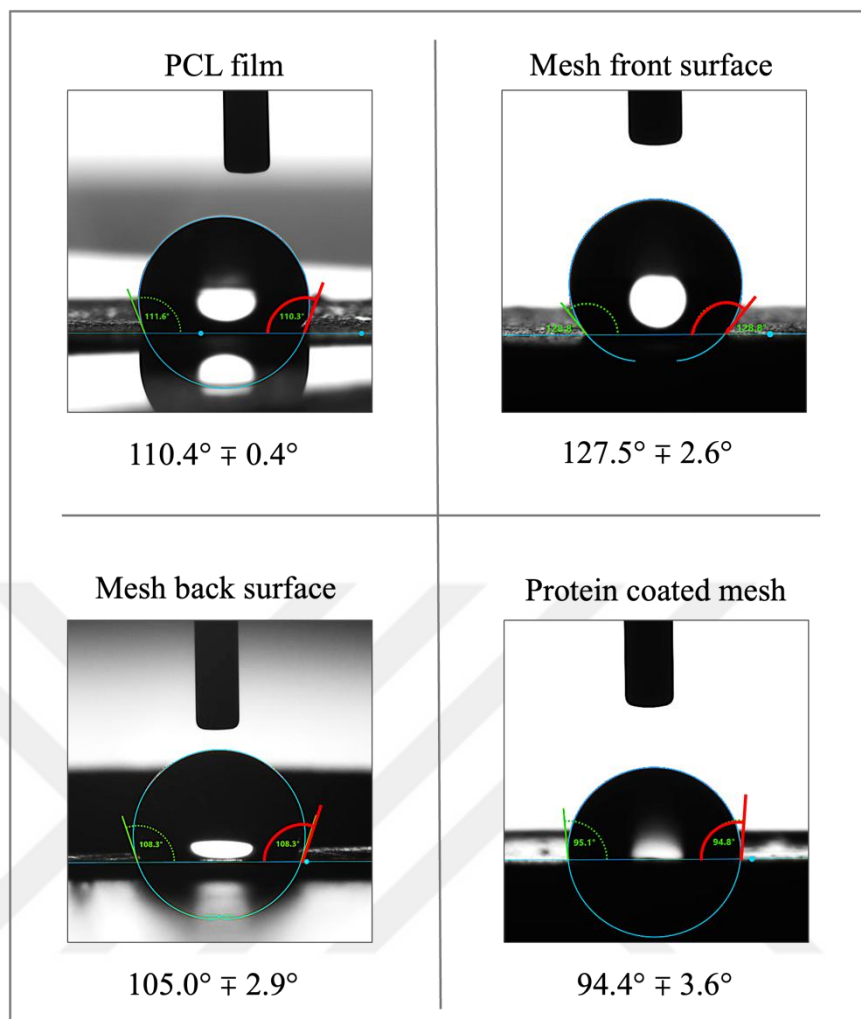 PCL film
Mesh front surface
111.6°
110.3°
128.8°
128.8°
110.4° ∓ 0.4°
127.5° ∓ 2.6°
Mesh back surface
Protein coated mesh
108.3°
108.3°
95.1°
94.8°
105.0° ∓ 2.9°
94.4° ∓ 3.6°